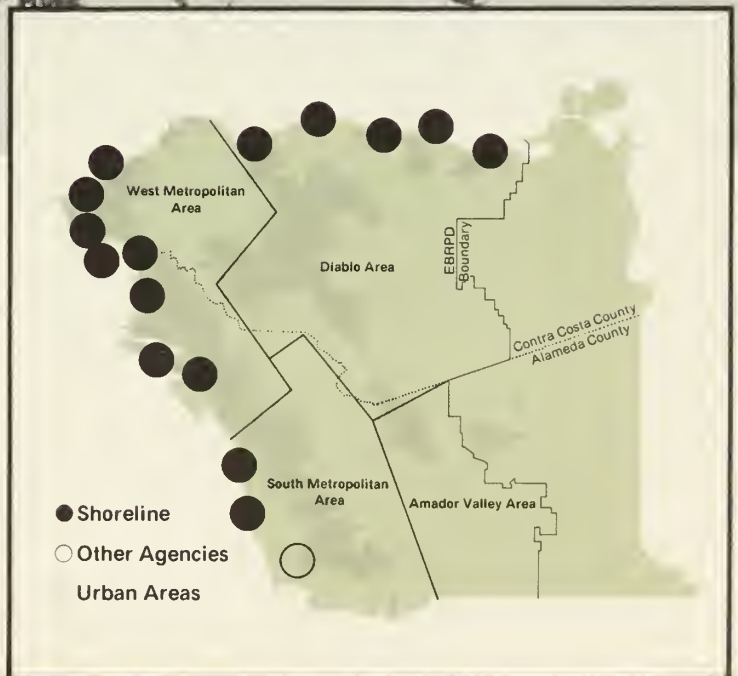 West Metropolitan
Area
Diablo Area
EBRPD
Boundary
Contra Costa County
Alameda County
South Metropolitan
Area
Amador Valley Area
Shoreline
Other Agencies
Urban Areas